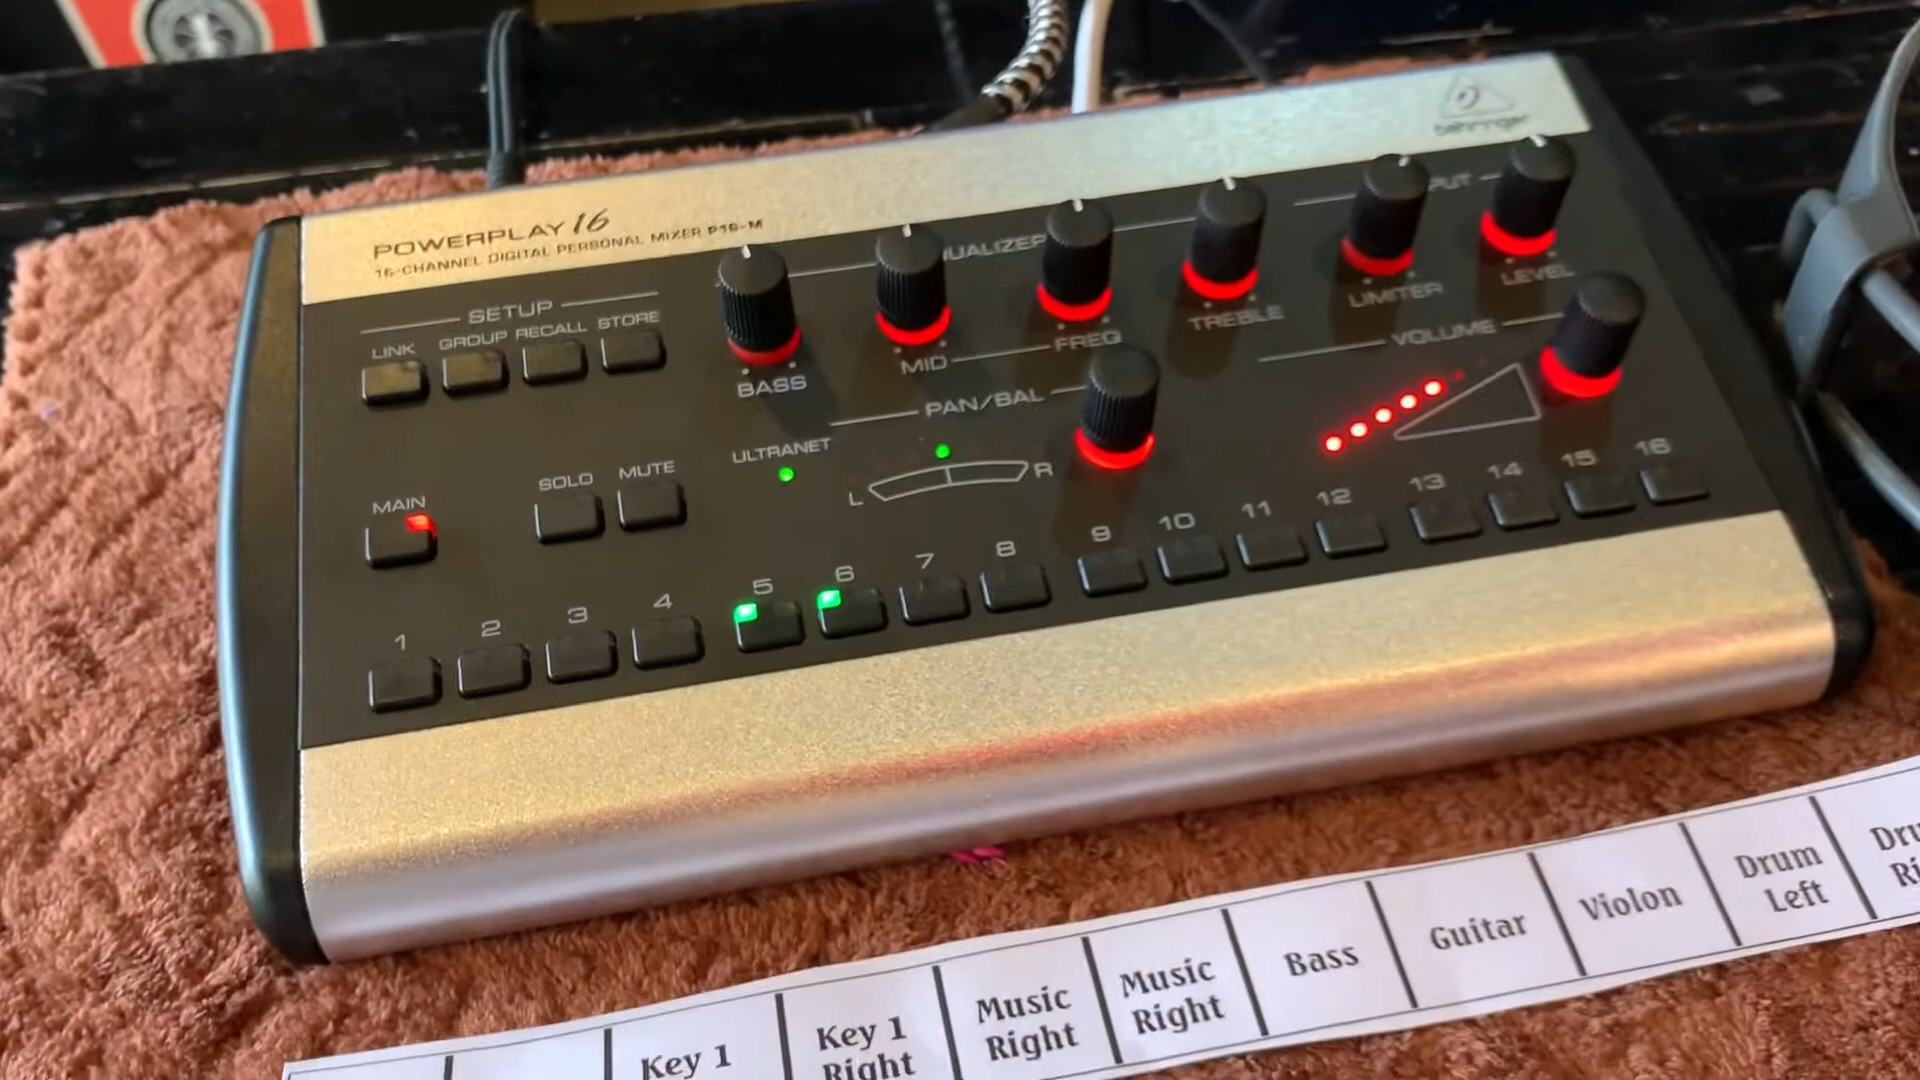 behringer
POWERPLAY 16
16-CHANNEL DIGITAL PERSONAL MIXER P16-M
SETUP
LINK GROUP RECALL STORE
BASS
MID
FREQ
TREBLE
LIMITER
LEVEL
VOLUME
PAN/BAL
ULTRANET
L R
MAIN
SOLO MUTE
1 2 3 4 5 6 7 8 9 10 11 12 13 14 15 16
Key 1
Key 1
Right
Music
Right
Music
Right
Bass
Guitar
Violon
Drum
Left